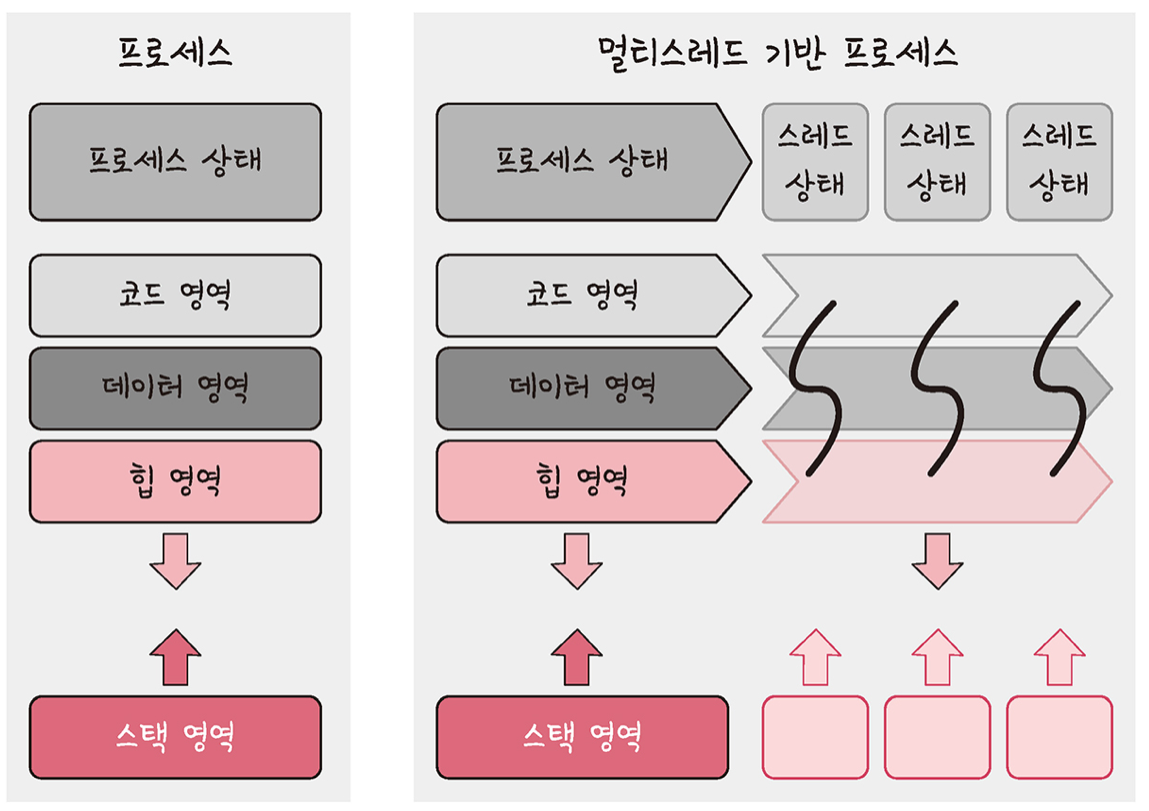 프로세스
프로세스 상태
코드 영역
데이터 영역
힙 영역
스택 영역
멀티스레드 기반 프로세스
프로세스 상태
스레드
상태
스레드
상태
스레드
상태
코드 영역
데이터 영역
힙 영역
스택 영역